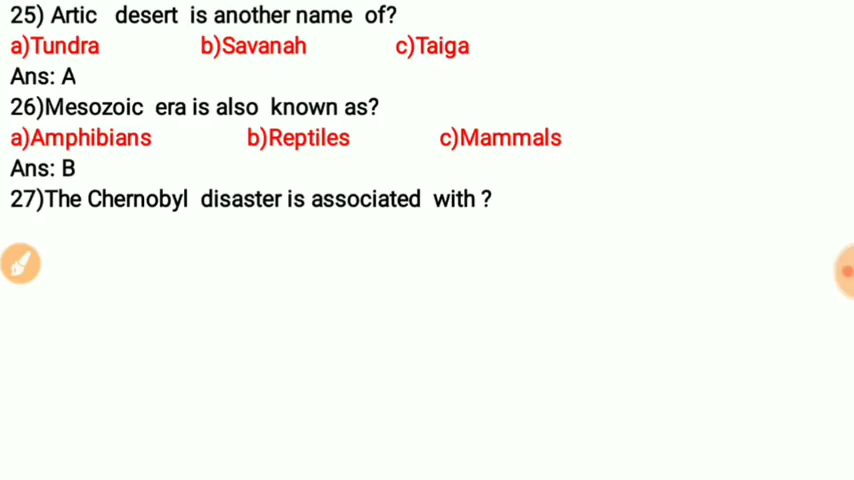 25) Artic desert is another name of?
a)Tundra b)Savanah c)Taiga
Ans: A
26)Mesozoic era is also known as?
a)Amphibians b)Reptiles c)Mammals
Ans: B
27)The Chernobyl disaster is associated with ?